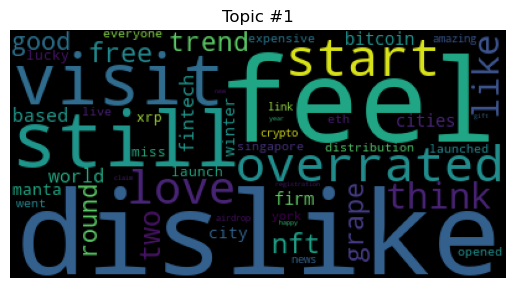 Topic #1
everyone expensive bitcoin amazing
good trend start
lucky free like
visit feel
link
based live xrp fintech winter crypto eth cities
still year
miss singapore distribution launched
world launch overrated gift
manta love claim registration think
went round two firm grape
airdrop york
city nft happy
news opened
dislike
new